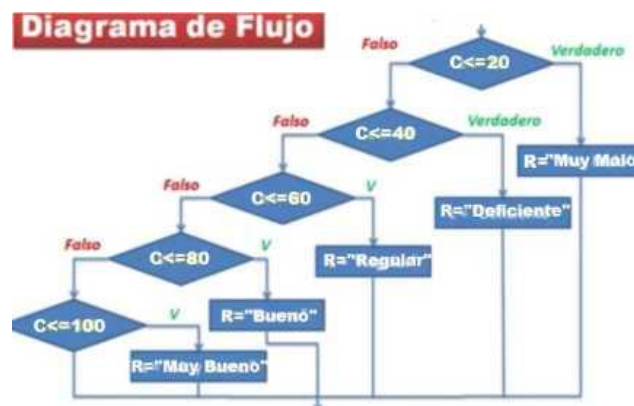 Diagrama de Flujo
Falso
Verdadero
C<=20
Falso
Verdadero
C<=40
R="Muy Malo
Falso
V
C<=60
R="Deficiente"
Falso
V
C<=80
R="Regular"
R="Bueno"
V
C<=100
R="May Bueno"